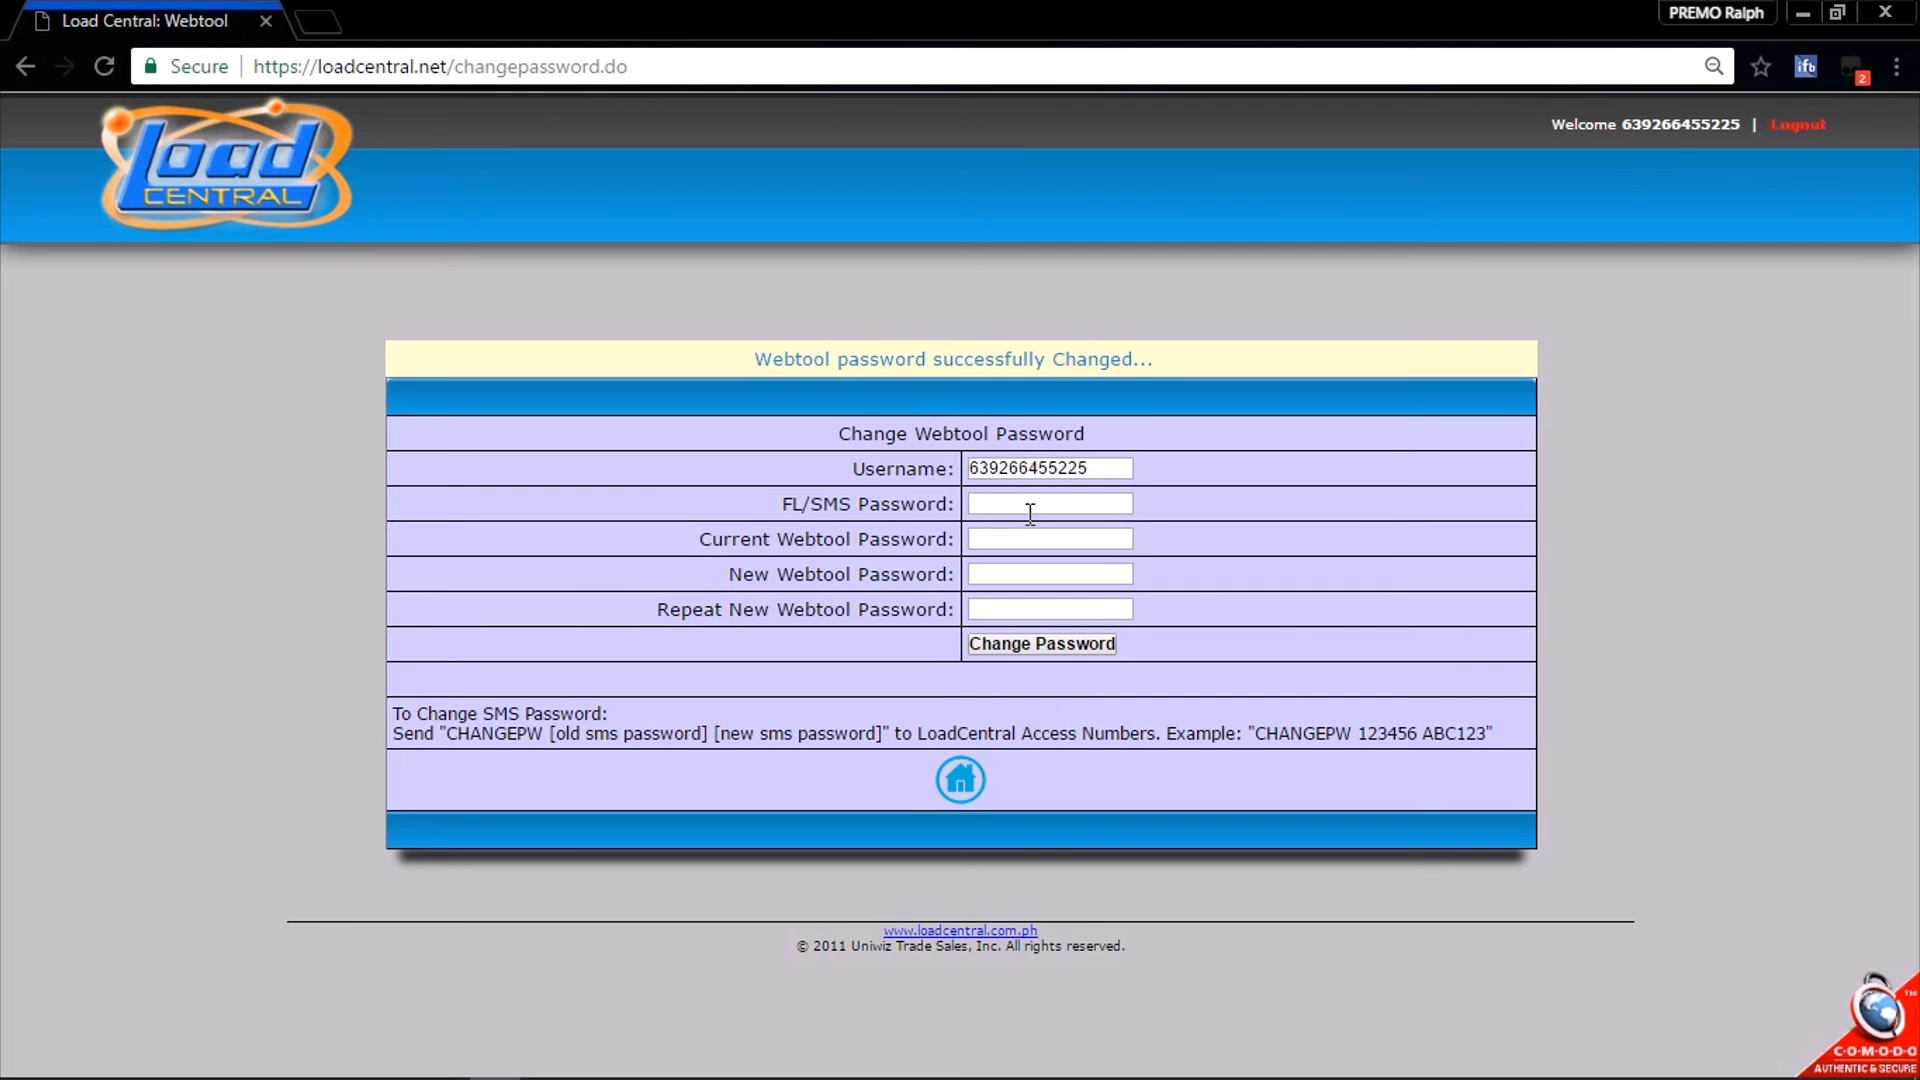 Load Central: Webtool
PREMO Ralph
Secure https://loadcentral.net/changepassword.do
ifb
2
load
CENTRAL
Welcome 639266455225 | Logout
Webtool password successfully Changed...
Change Webtool Password
Username: 639266455225
FL/SMS Password:
Current Webtool Password:
New Webtool Password:
Repeat New Webtool Password:
Change Password
To Change SMS Password:
Send "CHANGEPW [old sms password] [new sms password]" to LoadCentral Access Numbers. Example: "CHANGEPW 123456 ABC123"
www.loadcentral.com.ph
© 2011 Uniwiz Trade Sales, Inc. All rights reserved.
TM
C·O·M·O·D·O
AUTHENTIC & SECURE